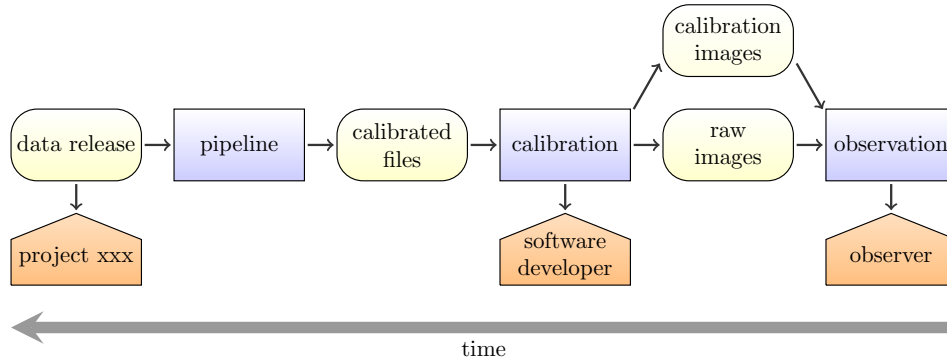 calibration
images
data release
pipeline
calibrated
files
calibration
raw
images
observation
project xxx
software
developer
observer
time